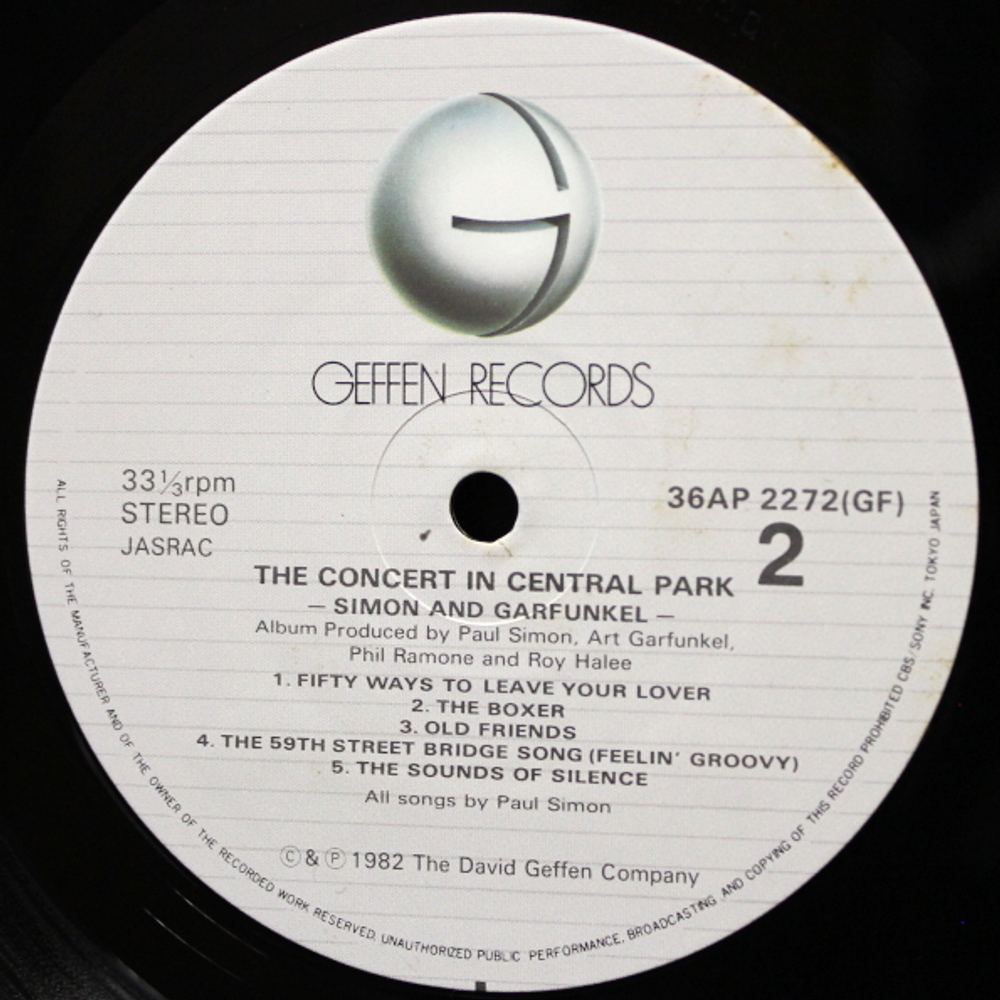 GEFFEN RECORDS
33⅓rpm
STEREO
JASRAC
36AP 2272(GF)
2
THE CONCERT IN CENTRAL PARK
— SIMON AND GARFUNKEL —
Album Produced by Paul Simon, Art Garfunkel,
Phil Ramone and Roy Halee
1. FIFTY WAYS TO LEAVE YOUR LOVER
2. THE BOXER
3. OLD FRIENDS
4. THE 59TH STREET BRIDGE SONG (FEELIN' GROOVY)
5. THE SOUNDS OF SILENCE
All songs by Paul Simon
Ⓒ & Ⓟ 1982 The David Geffen Company
ALL RIGHTS OF THE MANUFACTURER AND OF THE OWNER OF THE RECORDED WORK RESERVED. UNAUTHORIZED PUBLIC PERFORMANCE, BROADCASTING AND COPYING OF THIS RECORD PROHIBITED CBS/SONY INC. TOKYO JAPAN